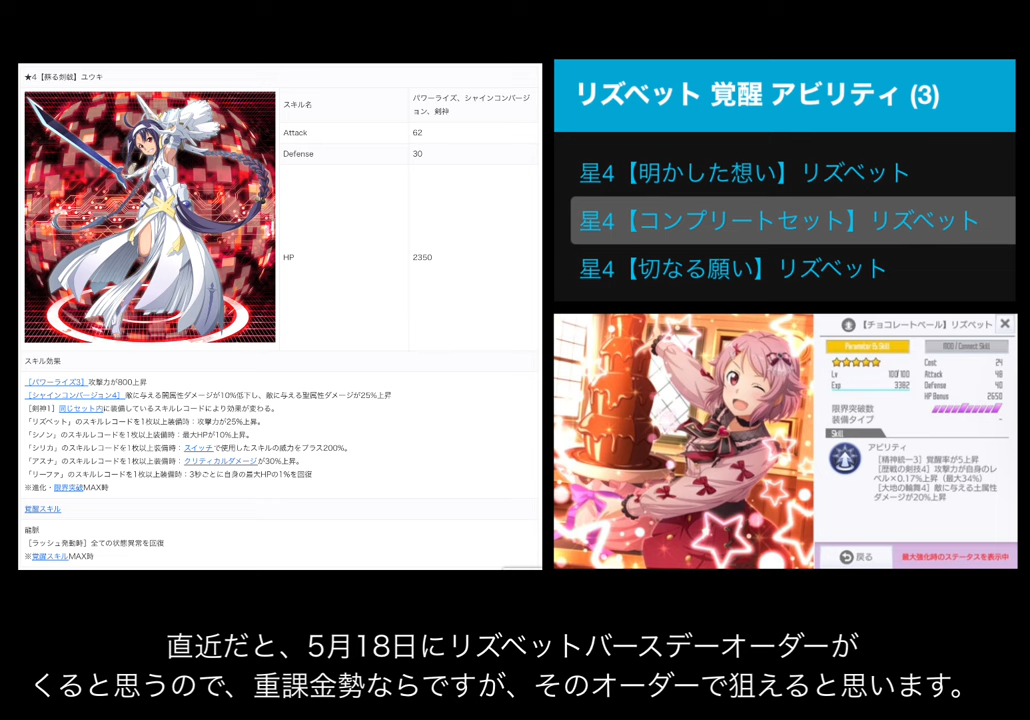 ★4【蘇る剣戟】ユウキ
スキル名
パワーライズ、シャインコンバージ
ョン、剣神
Attack
62
Defense
30
HP
2350
スキル効果
［パワーライズ3］攻撃力が800上昇
［シャインコンバージョン4］敵に与える闇属性ダメージが10%低下し、敵に与える聖属性ダメージが25%上昇
［剣神1］同じセット内に装備しているスキルレコードにより効果が変わる。
「リズベット」のスキルレコードを1枚以上装備時：攻撃力が25%上昇。
「シノン」のスキルレコードを1枚以上装備時：最大HPが10%上昇。
「シリカ」のスキルレコードを1枚以上装備時：スイッチで使用したスキルの威力をプラス200%。
「アスナ」のスキルレコードを1枚以上装備時：クリティカルダメージが30%上昇。
「リーファ」のスキルレコードを1枚以上装備時：3秒ごとに自身の最大HPの1%を回復
※進化・限界突破MAX時
覚醒スキル
龍脈
［ラッシュ発動時］全ての状態異常を回復
※覚醒スキルMAX時
リズベット 覚醒 アビリティ (3)
星4【明かした想い】リズベット
星4【コンプリートセット】リズベット
星4【切なる願い】リズベット
【チョコレートベール】リズベット
Parameter & Skill
MOD / Connect Skill
Lv 100/100
Exp 3382
限界突破数
装備タイプ
Cost 24
Attack 48
Defense 40
HP Bonus 2650
-
Skill
アビリティ
［精神統一3］覚醒率が5上昇
［歴戦の剣技4］攻撃力が自身のレ
ベル×0.17%上昇（最大34%）
［大地の輪舞4］敵に与える土属性
ダメージが20%上昇
戻る
最大強化時のステータスを表示中
直近だと、5月18日にリズベットバースデーオーダーが
くると思うので、重課金勢ならですが、そのオーダーで狙えると思います。